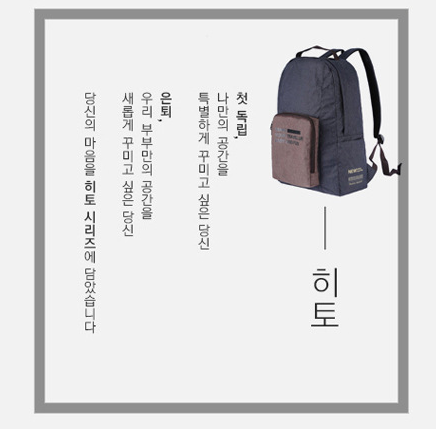 히토
첫 독립,
나만의 공간을
특별하게 꾸미고 싶은 당신
은퇴,
우리 부부만의 공간을
새롭게 꾸미고 싶은 당신
당신의 마음을 히토 시리즈에 담았습니다